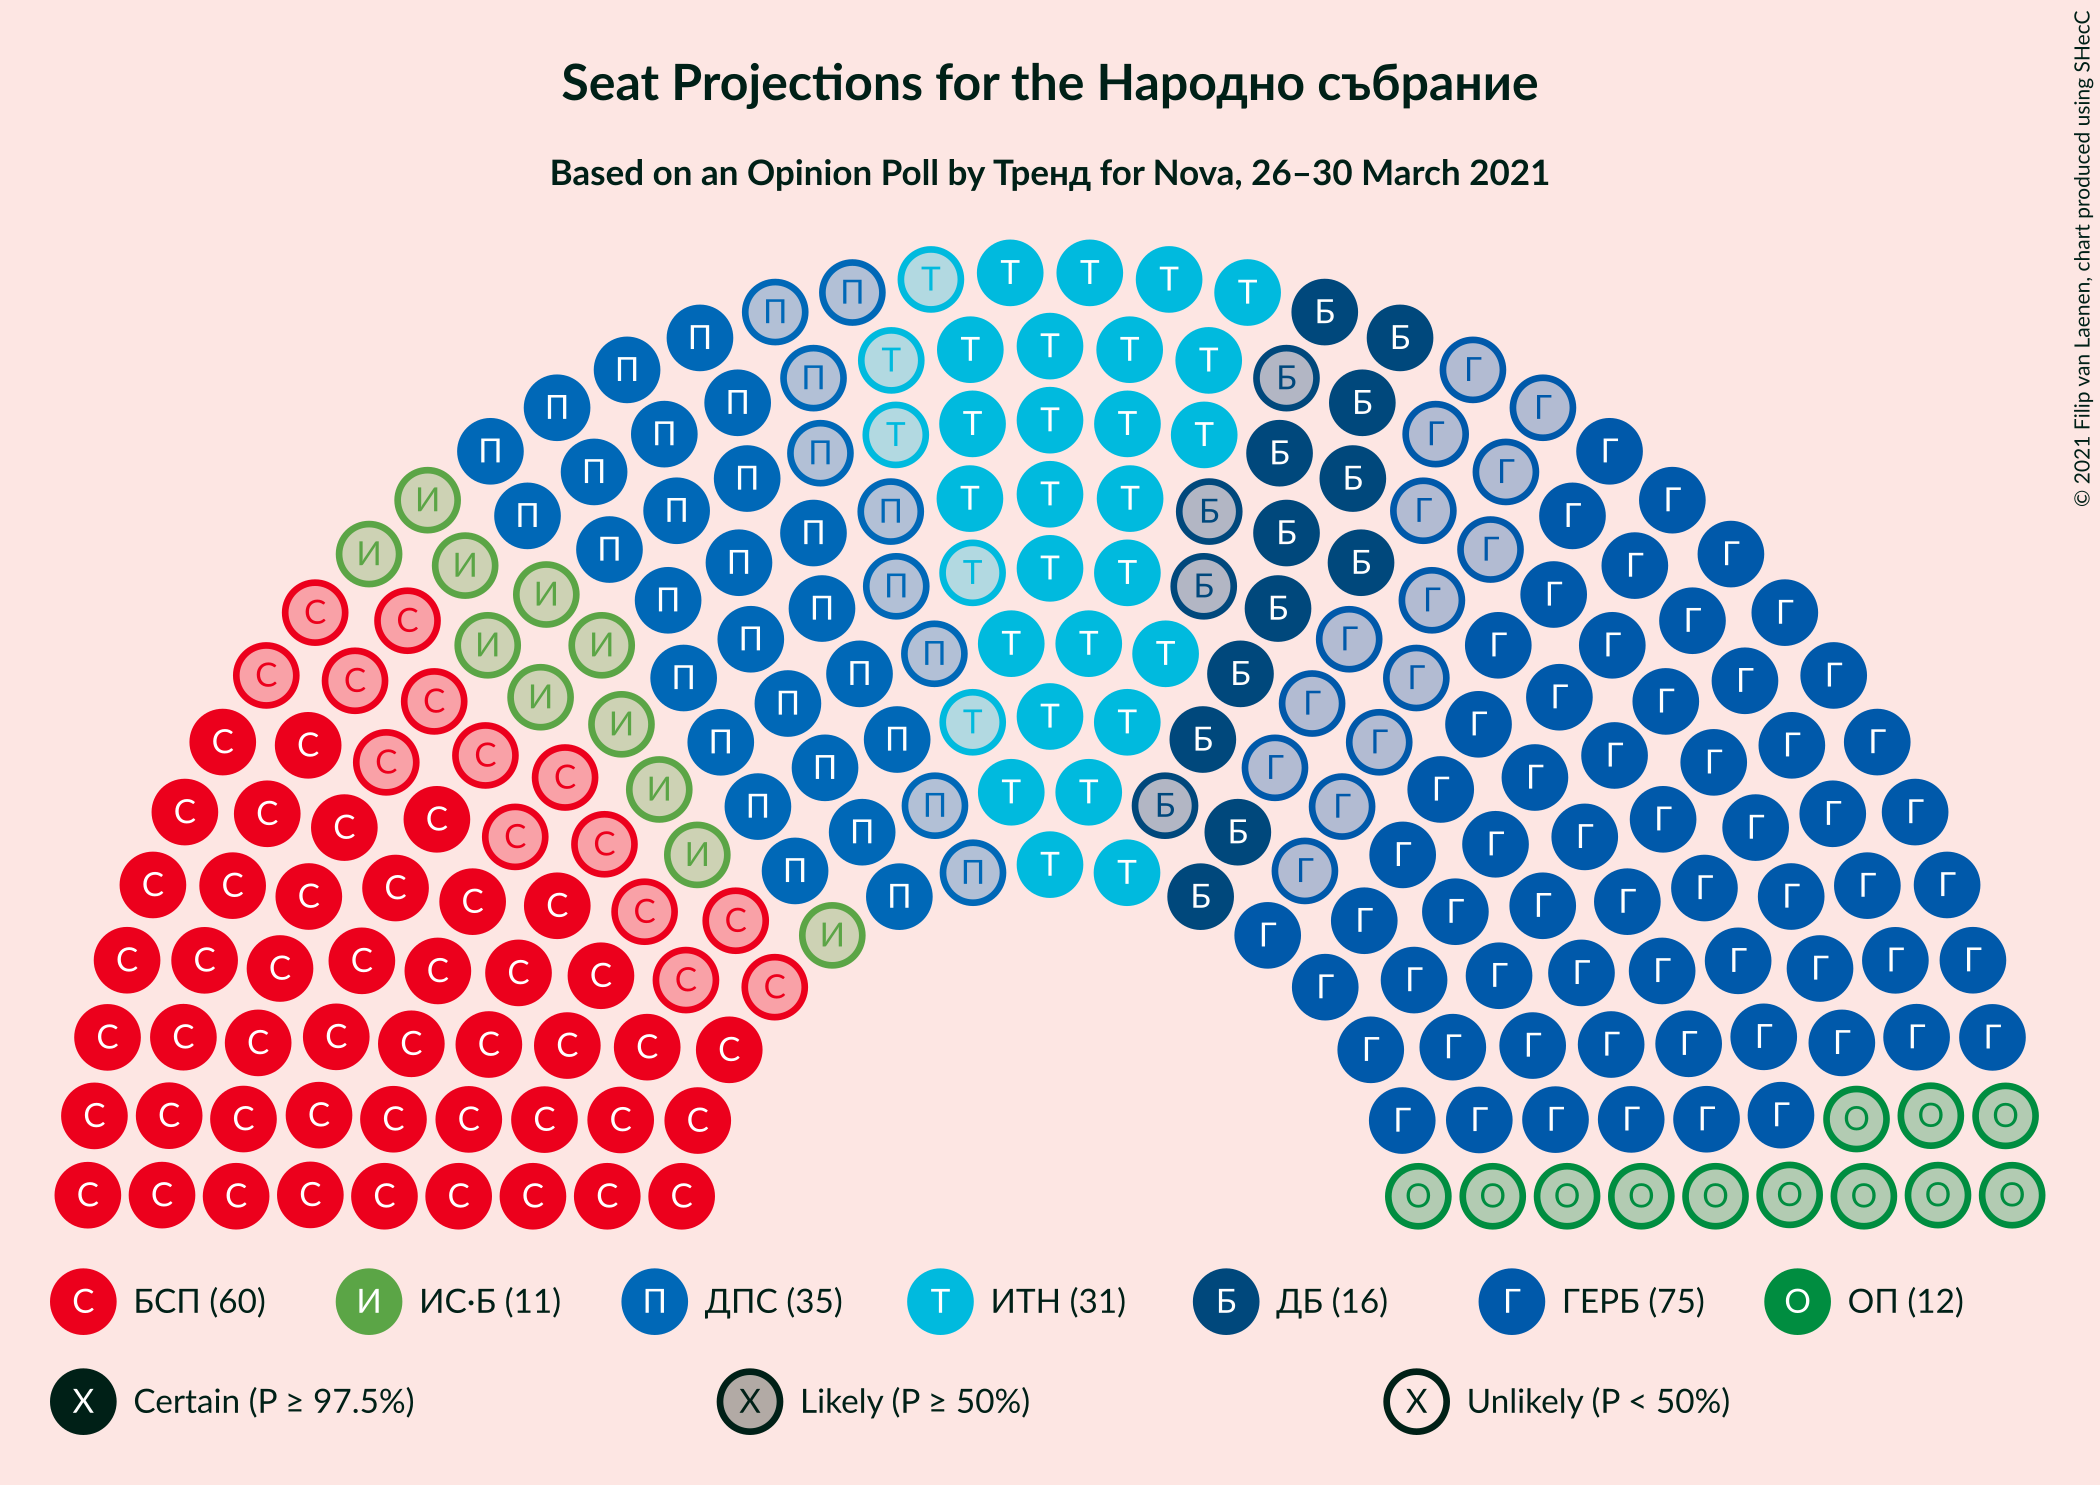 Seat Projections for the Народно събрание
Based on an Opinion Poll by Тренд for Nova, 26–30 March 2021
© 2021 Filip van Laenen, chart produced using SHecC
С БСП (60) И ИС·Б (11) П ДПС (35) Т ИТН (31) Б ДБ (16) Г ГЕРБ (75) О ОП (12)
X Certain (P ≥ 97.5%) X Likely (P ≥ 50%) X Unlikely (P < 50%)